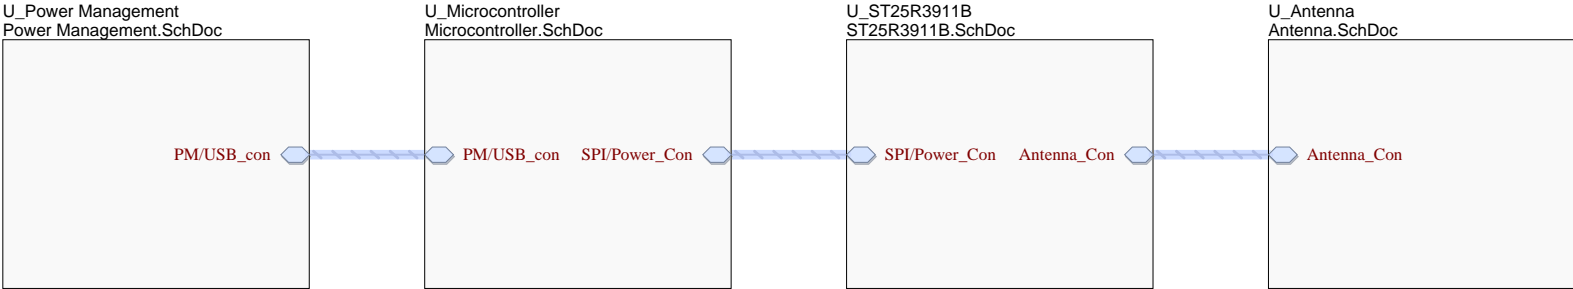 U_Power Management
Power Management.SchDoc
PM/USB_con
U_Microcontroller
Microcontroller.SchDoc
PM/USB_con
SPI/Power_Con
U_ST25R3911B
ST25R3911B.SchDoc
SPI/Power_Con
Antenna_Con
U_Antenna
Antenna.SchDoc
Antenna_Con